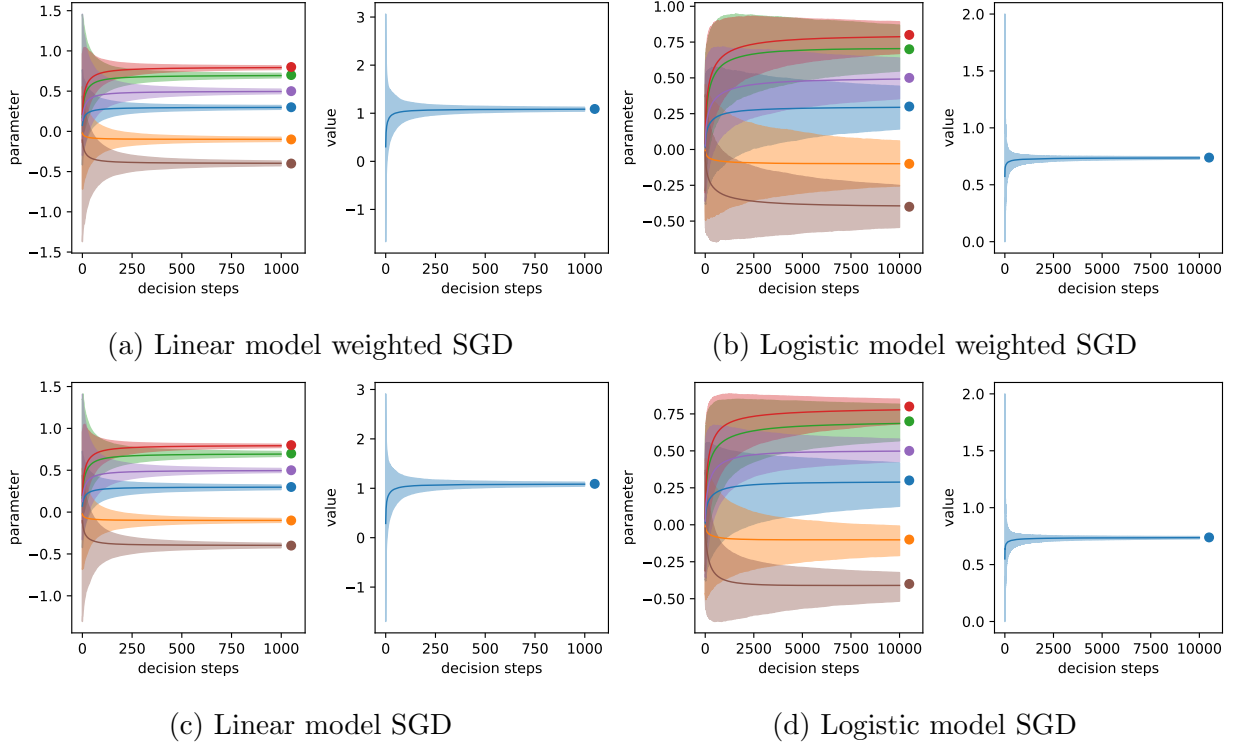 1.5
1.0
0.5
0.0
−0.5
−1.0
−1.5
parameter
0 250 500 750 1000
decision steps
3
2
1
0
−1
value
0 250 500 750 1000
decision steps
(a) Linear model weighted SGD
1.00
0.75
0.50
0.25
0.00
−0.25
−0.50
parameter
0 2500 5000 7500 10000
decision steps
2.0
1.5
1.0
0.5
0.0
value
0 2500 5000 7500 10000
decision steps
(b) Logistic model weighted SGD
1.5
1.0
0.5
0.0
−0.5
−1.0
parameter
0 250 500 750 1000
decision steps
3
2
1
0
−1
value
0 250 500 750 1000
decision steps
(c) Linear model SGD
0.75
0.50
0.25
0.00
−0.25
−0.50
parameter
0 2500 5000 7500 10000
decision steps
2.0
1.5
1.0
0.5
0.0
value
0 2500 5000 7500 10000
decision steps
(d) Logistic model SGD